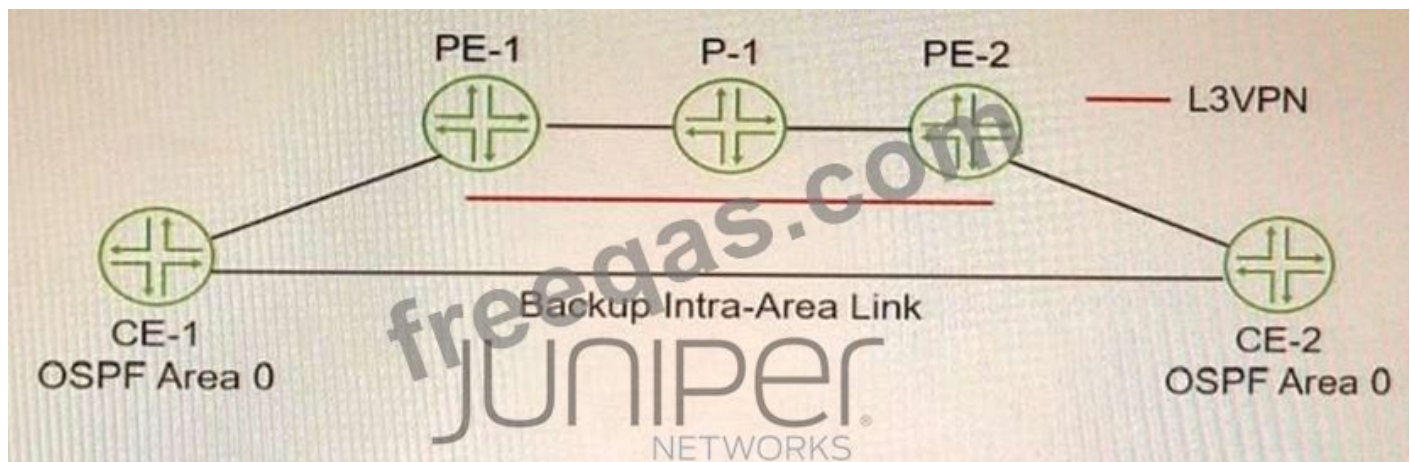 PE-1
P-1
PE-2
L3VPN
freeqas.com
Backup Intra-Area Link
CE-1
OSPF Area 0
CE-2
OSPF Area 0
JUNIPer
NETWORKS